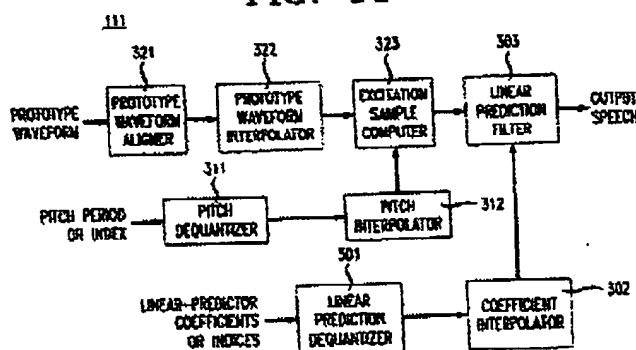 111
321
322
323
303
PROTOTYPE
WAVEFORM
PROTOTYPE
WAVEFORM
ALIGNER
PROTOTYPE
WAVEFORM
INTERPOLATOR
EXCITATION
SAMPLE
COMPUTER
LINEAR
PREDICTION
FILTER
OUTPUT
SPEECH
311
PITCH PERIOD
OR INDEX
PITCH
DEQUANTIZER
PITCH
INTERPOLATOR
312
301
LINEAR-PREDICTOR
COEFFICIENTS
OR INDICES
LINEAR
PREDICTION
DEQUANTIZER
COEFFICIENT
INTERPOLATOR
302